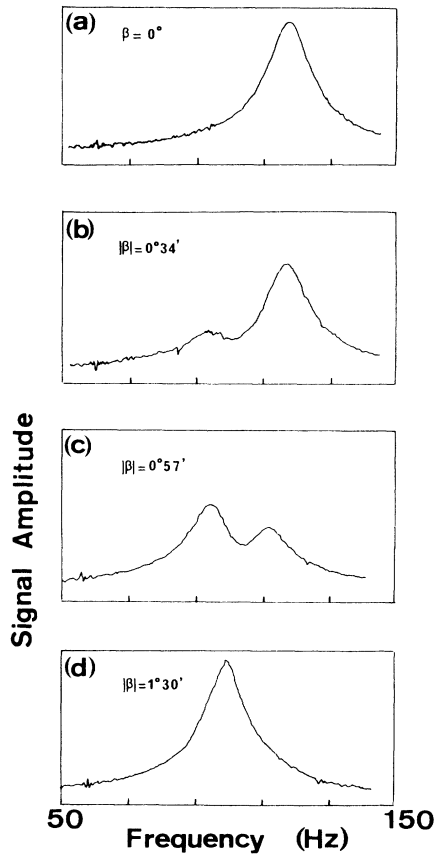 (a)
β = 0°
(b)
|β| = 0°34'
(c)
|β| = 0°57'
(d)
|β| = 1°30'
Signal Amplitude
50
150
Frequency (Hz)